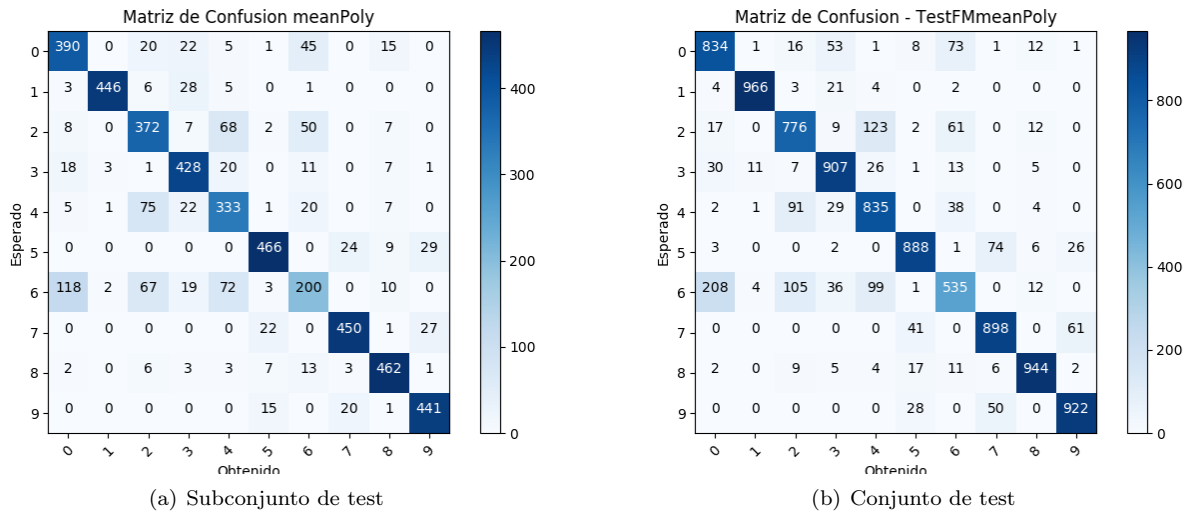 Matriz de Confusion meanPoly
0 390 0 20 22 5 1 45 0 15 0
1 3 446 6 28 5 0 1 0 0 0
2 8 0 372 7 68 2 50 0 7 0
3 18 3 1 428 20 0 11 0 7 1
4 5 1 75 22 333 1 20 0 7 0
5 0 0 0 0 0 466 0 24 9 29
6 118 2 67 19 72 3 200 0 10 0
7 0 0 0 0 0 22 450 1 27
8 2 0 6 3 3 7 13 3 462 1
9 0 0 0 0 0 15 0 20 1 441
0 1 2 3 4 5 6 7 8 9
Esperado
Obtenido
400
300
200
100
0
(a) Subconjunto de test
Matriz de Confusion - TestFMmeanPoly
0 834 1 16 53 1 8 73 1 12 1
1 4 966 3 21 4 0 2 0 0 0
2 17 0 776 9 123 2 61 0 12 0
3 30 11 7 907 26 1 13 0 5 0
4 2 1 91 29 835 0 38 0 4 0
5 3 0 0 2 0 888 1 74 6 26
6 208 4 105 36 99 1 535 0 12 0
7 0 0 0 0 0 41 0 898 0 61
8 2 0 9 5 4 17 11 6 944 2
9 0 0 0 0 0 28 0 50 0 922
0 1 2 3 4 5 6 7 8 9
Esperado
Obtenido
800
600
400
200
0
(b) Conjunto de test